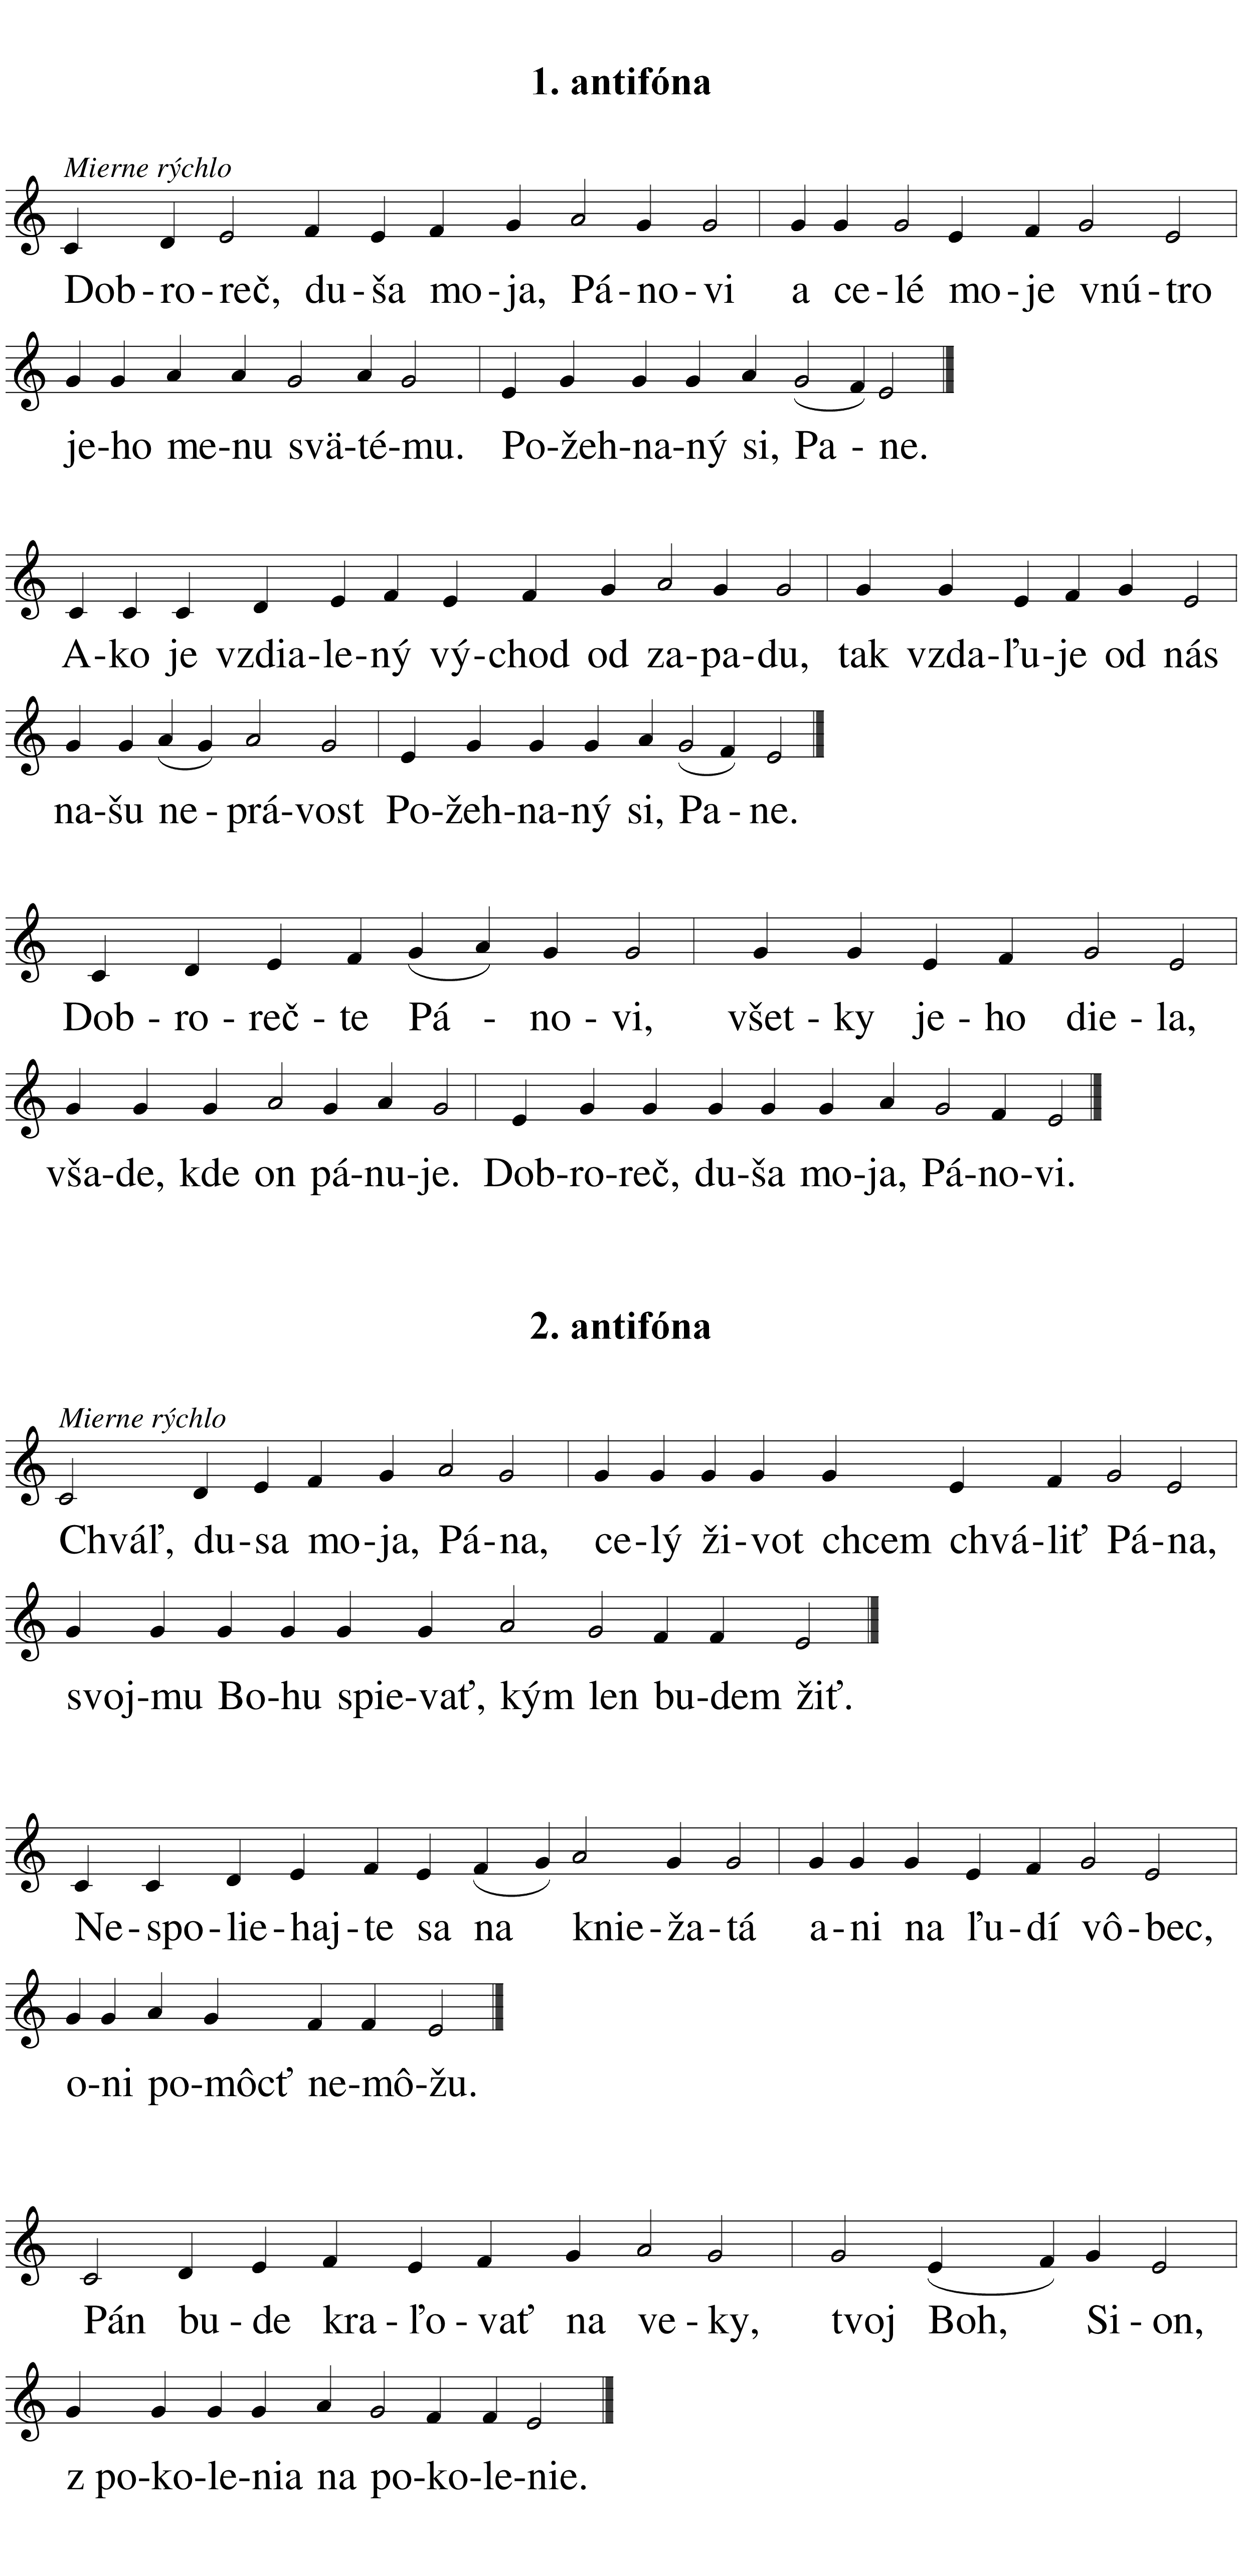 1. antifóna
Mierne rýchlo
Dob-ro-reč, du-ša mo-ja, Pá-no-vi a ce-lé mo-je vnú-tro
je-ho me-nu svä-té-mu. Po-žeh-na-ný si, Pa - ne.
A-ko je vzdia-le-ný vý-chod od za-pa-du, tak vzda-ľu-je od nás
na-šu ne-prá-vost Po-žeh-na-ný si, Pa-ne.
Dob-ro-reč-te Pá-no-vi, všet-ky je-ho die-la,
vša-de, kde on pá-nu-je. Dob-ro-reč, du-ša mo-ja, Pá-no-vi.
2. antifóna
Mierne rýchlo
Chváľ, du-sa mo-ja, Pá-na, ce-lý ži-vot chcem chvá-liť Pá-na,
svoj-mu Bo-hu spie-vať, kým len bu-dem žiť.
Ne-spo-lie-haj-te sa na knie-ža-tá a-ni na ľu-dí vô-bec,
o-ni po-môcť ne-mô-žu.
Pán bu-de kra-ľo-vať na ve-ky, tvoj Boh, Si-on,
z po-ko-le-nia na po-ko-le-nie.